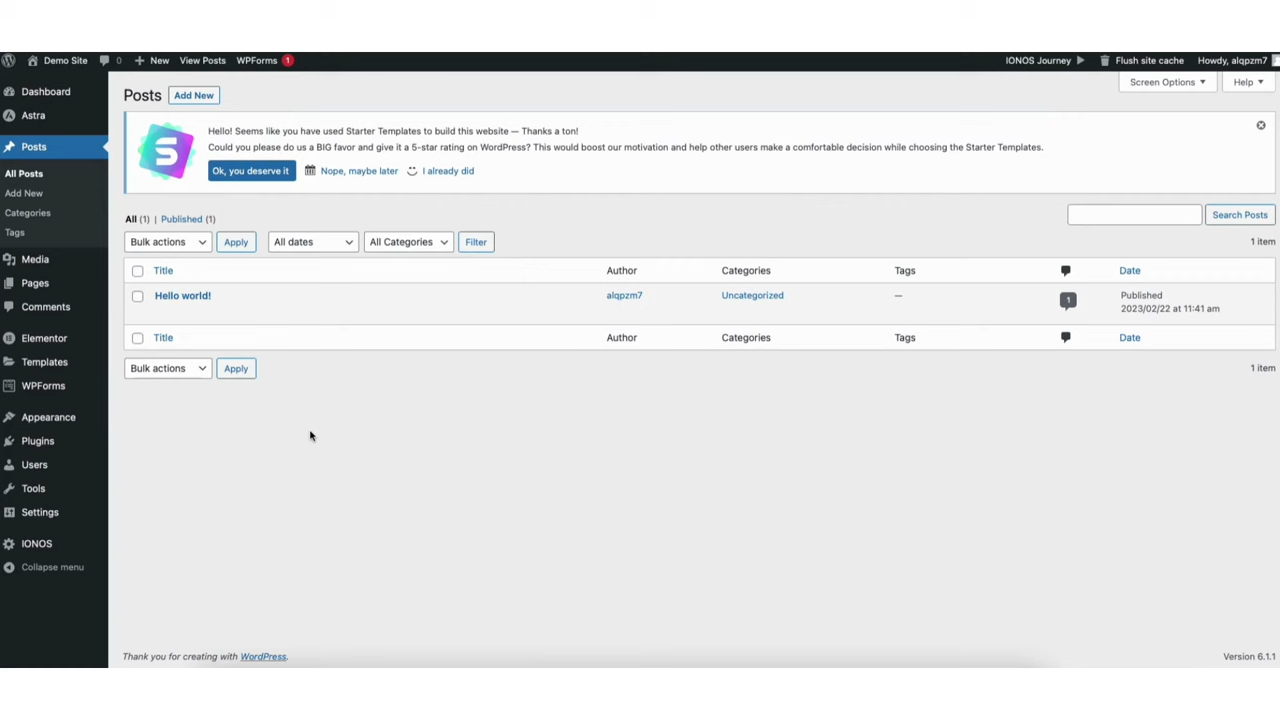 Demo Site 0 New View Posts WPForms 1 IONOS Journey Flush site cache Howdy, alqpzm7
Dashboard
Astra
Posts
All Posts
Add New
Categories
Tags
Media
Pages
Comments
Elementor
Templates
WPForms
Appearance
Plugins
Users
Tools
Settings
IONOS
Collapse menu
Screen Options Help
Posts Add New
S
Hello! Seems like you have used Starter Templates to build this website — Thanks a ton!
Could you please do us a BIG favor and give it a 5-star rating on WordPress? This would boost our motivation and help other users make a comfortable decision while choosing the Starter Templates.
Ok, you deserve it Nope, maybe later I already did
All (1) | Published (1)
Search Posts
Bulk actions Apply All dates All Categories Filter 1 item
Title Author Categories Tags Date
Hello world! alqpzm7 Uncategorized — 1 Published
2023/02/22 at 11:41 am
Title Author Categories Tags Date
Bulk actions Apply 1 item
Thank you for creating with WordPress. Version 6.1.1